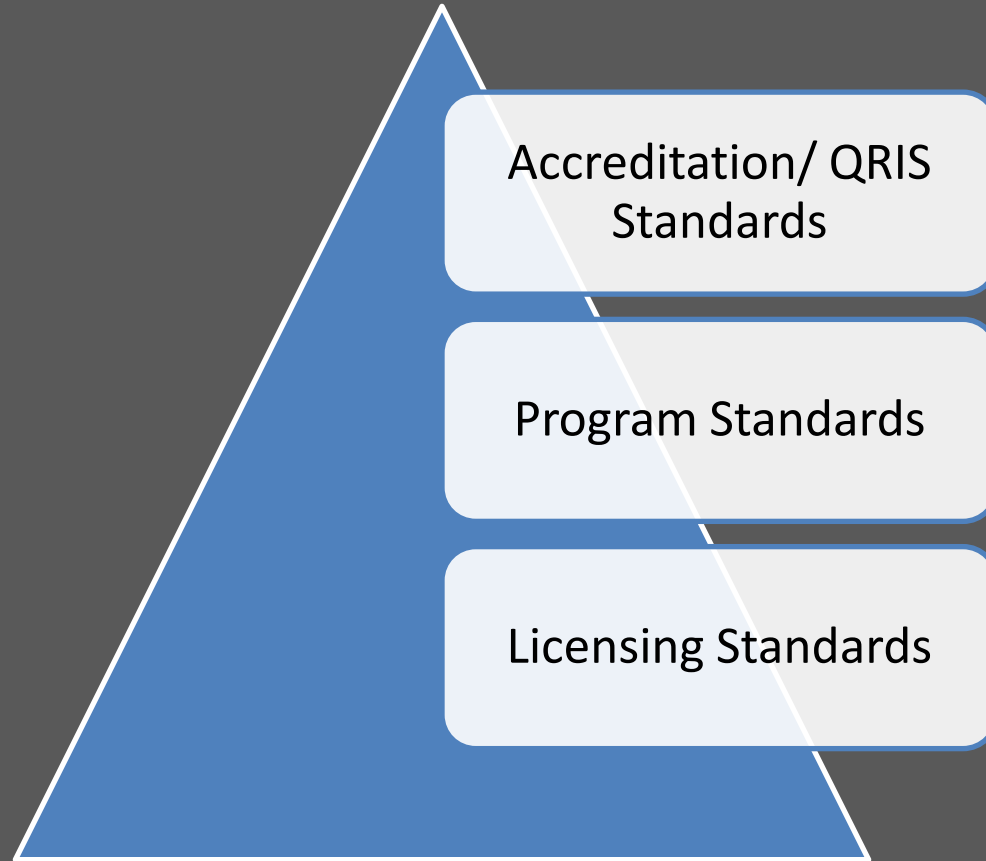 Accreditation/ QRIS
Standards
Program Standards
Licensing Standards